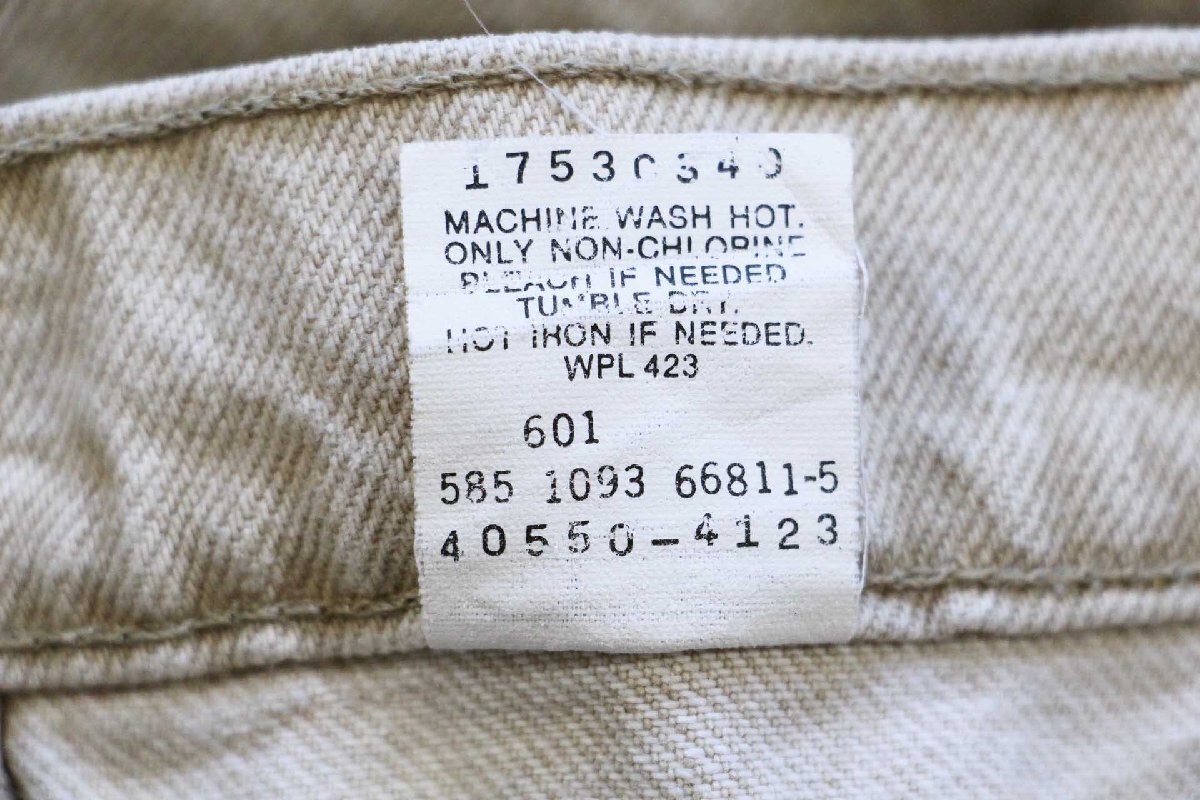 17530340
MACHINE WASH HOT.
ONLY NON-CHLORINE
BLEACH IF NEEDED
TUMBLE DRY.
HOT IRON IF NEEDED.
WPL 423
601
585 1093 66811-5
40550-4123